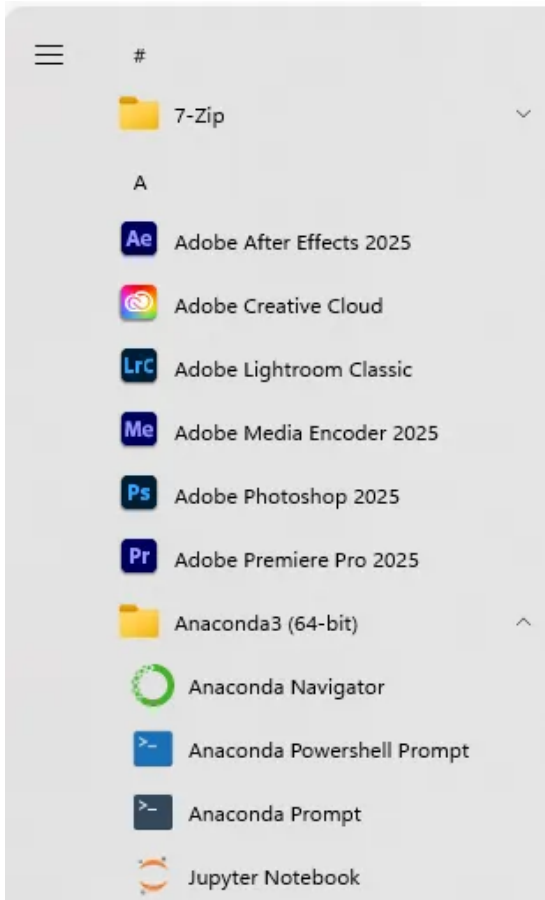 #
7-Zip
A
Ae Adobe After Effects 2025
Adobe Creative Cloud
LrC Adobe Lightroom Classic
Me Adobe Media Encoder 2025
Ps Adobe Photoshop 2025
Pr Adobe Premiere Pro 2025
Anaconda3 (64-bit)
Anaconda Navigator
>_ Anaconda Powershell Prompt
>_ Anaconda Prompt
Jupyter Notebook